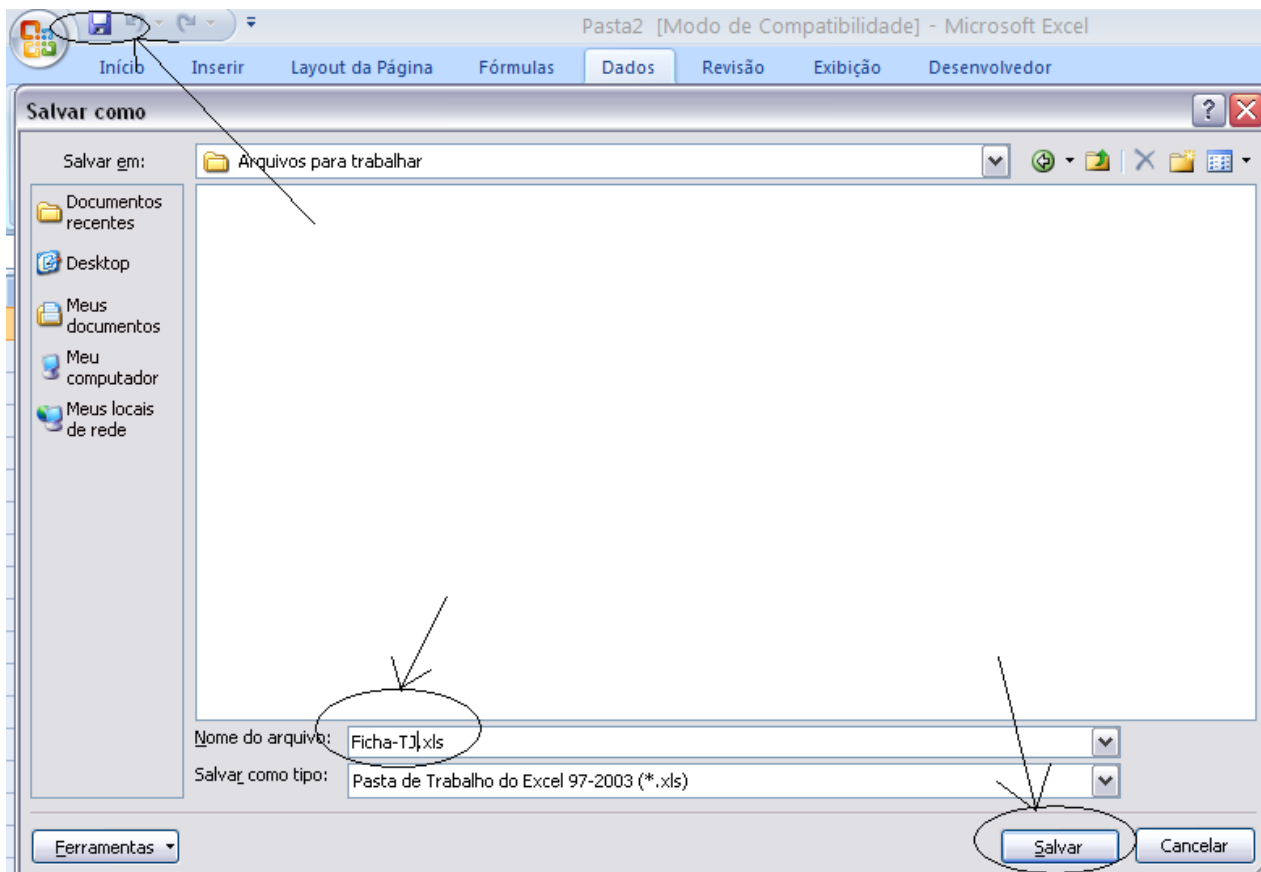 Pasta2 [Modo de Compatibilidade] - Microsoft Excel
Início Inserir Layout da Página Fórmulas Dados Revisão Exibição Desenvolvedor
Salvar como
Salvar em: Arquivos para trabalhar
Documentos
recentes
Desktop
Meus
documentos
Meu
computador
Meus locais
de rede
Nome do arquivo: Ficha-TJ.xls
Salvar como tipo: Pasta de Trabalho do Excel 97-2003 (*.xls)
Ferramentas Salvar Cancelar